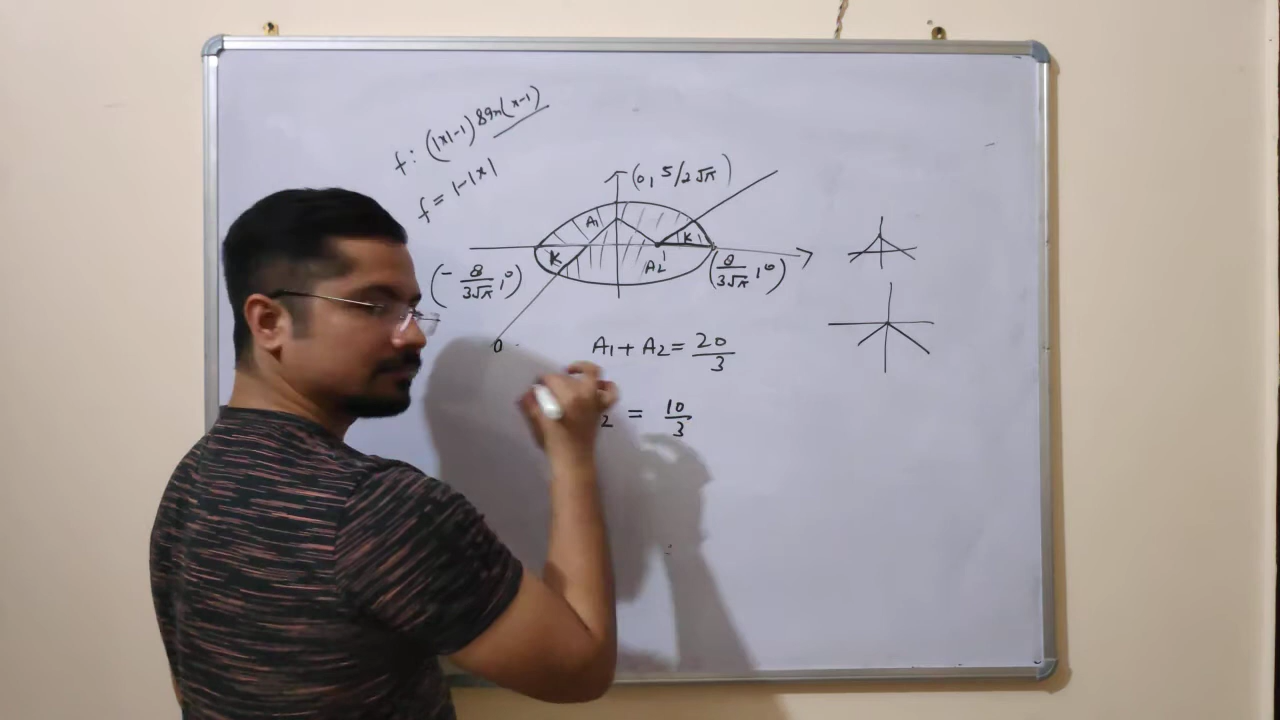 f: (|x|-1) sgn(x-1)
f = 1-|x|
(0, 5/2√π)
A₁
K
K
A₂
(-8/3√π, 0)
(8/3√π, 0)
0
A₁ + A₂ = 20/3
₂ = 10/3